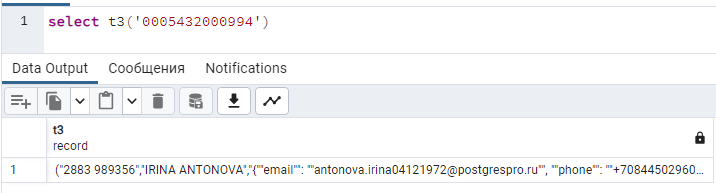 1 select t3('0005432000994')
Data Output Сообщения Notifications
t3
record
1 ("2883 989356","IRINA ANTONOVA","{""email"": ""antonova.irina04121972@postgrespro.ru"", ""phone"": ""+70844502960...